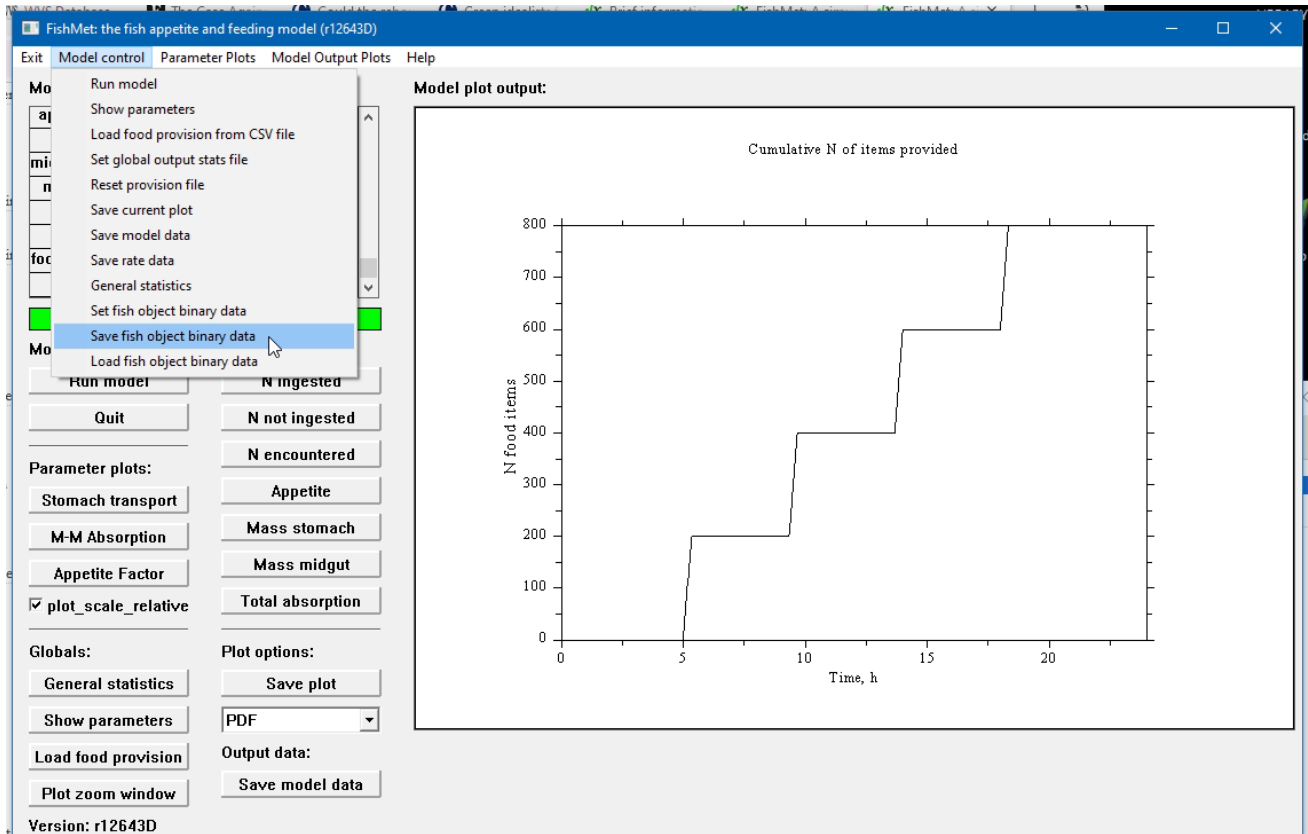 FishMet: the fish appetite and feeding model (r12643D)
Exit Model control Parameter Plots Model Output Plots Help
Run model
Show parameters
Load food provision from CSV file
Set global output stats file
Reset provision file
Save current plot
Save model data
Save rate data
General statistics
Set fish object binary data
Save fish object binary data
Load fish object binary data
Run model
Quit
Parameter plots:
Stomach transport
M-M Absorption
Appetite Factor
plot_scale_relative
Globals:
General statistics
Show parameters
Load food provision
Plot zoom window
Version: r12643D
N ingested
N not ingested
N encountered
Appetite
Mass stomach
Mass midgut
Total absorption
Plot options:
Save plot
PDF
Output data:
Save model data
Model plot output:
Cumulative N of items provided
N food items
800
700
600
500
400
300
200
100
0
0 5 10 15 20
Time, h